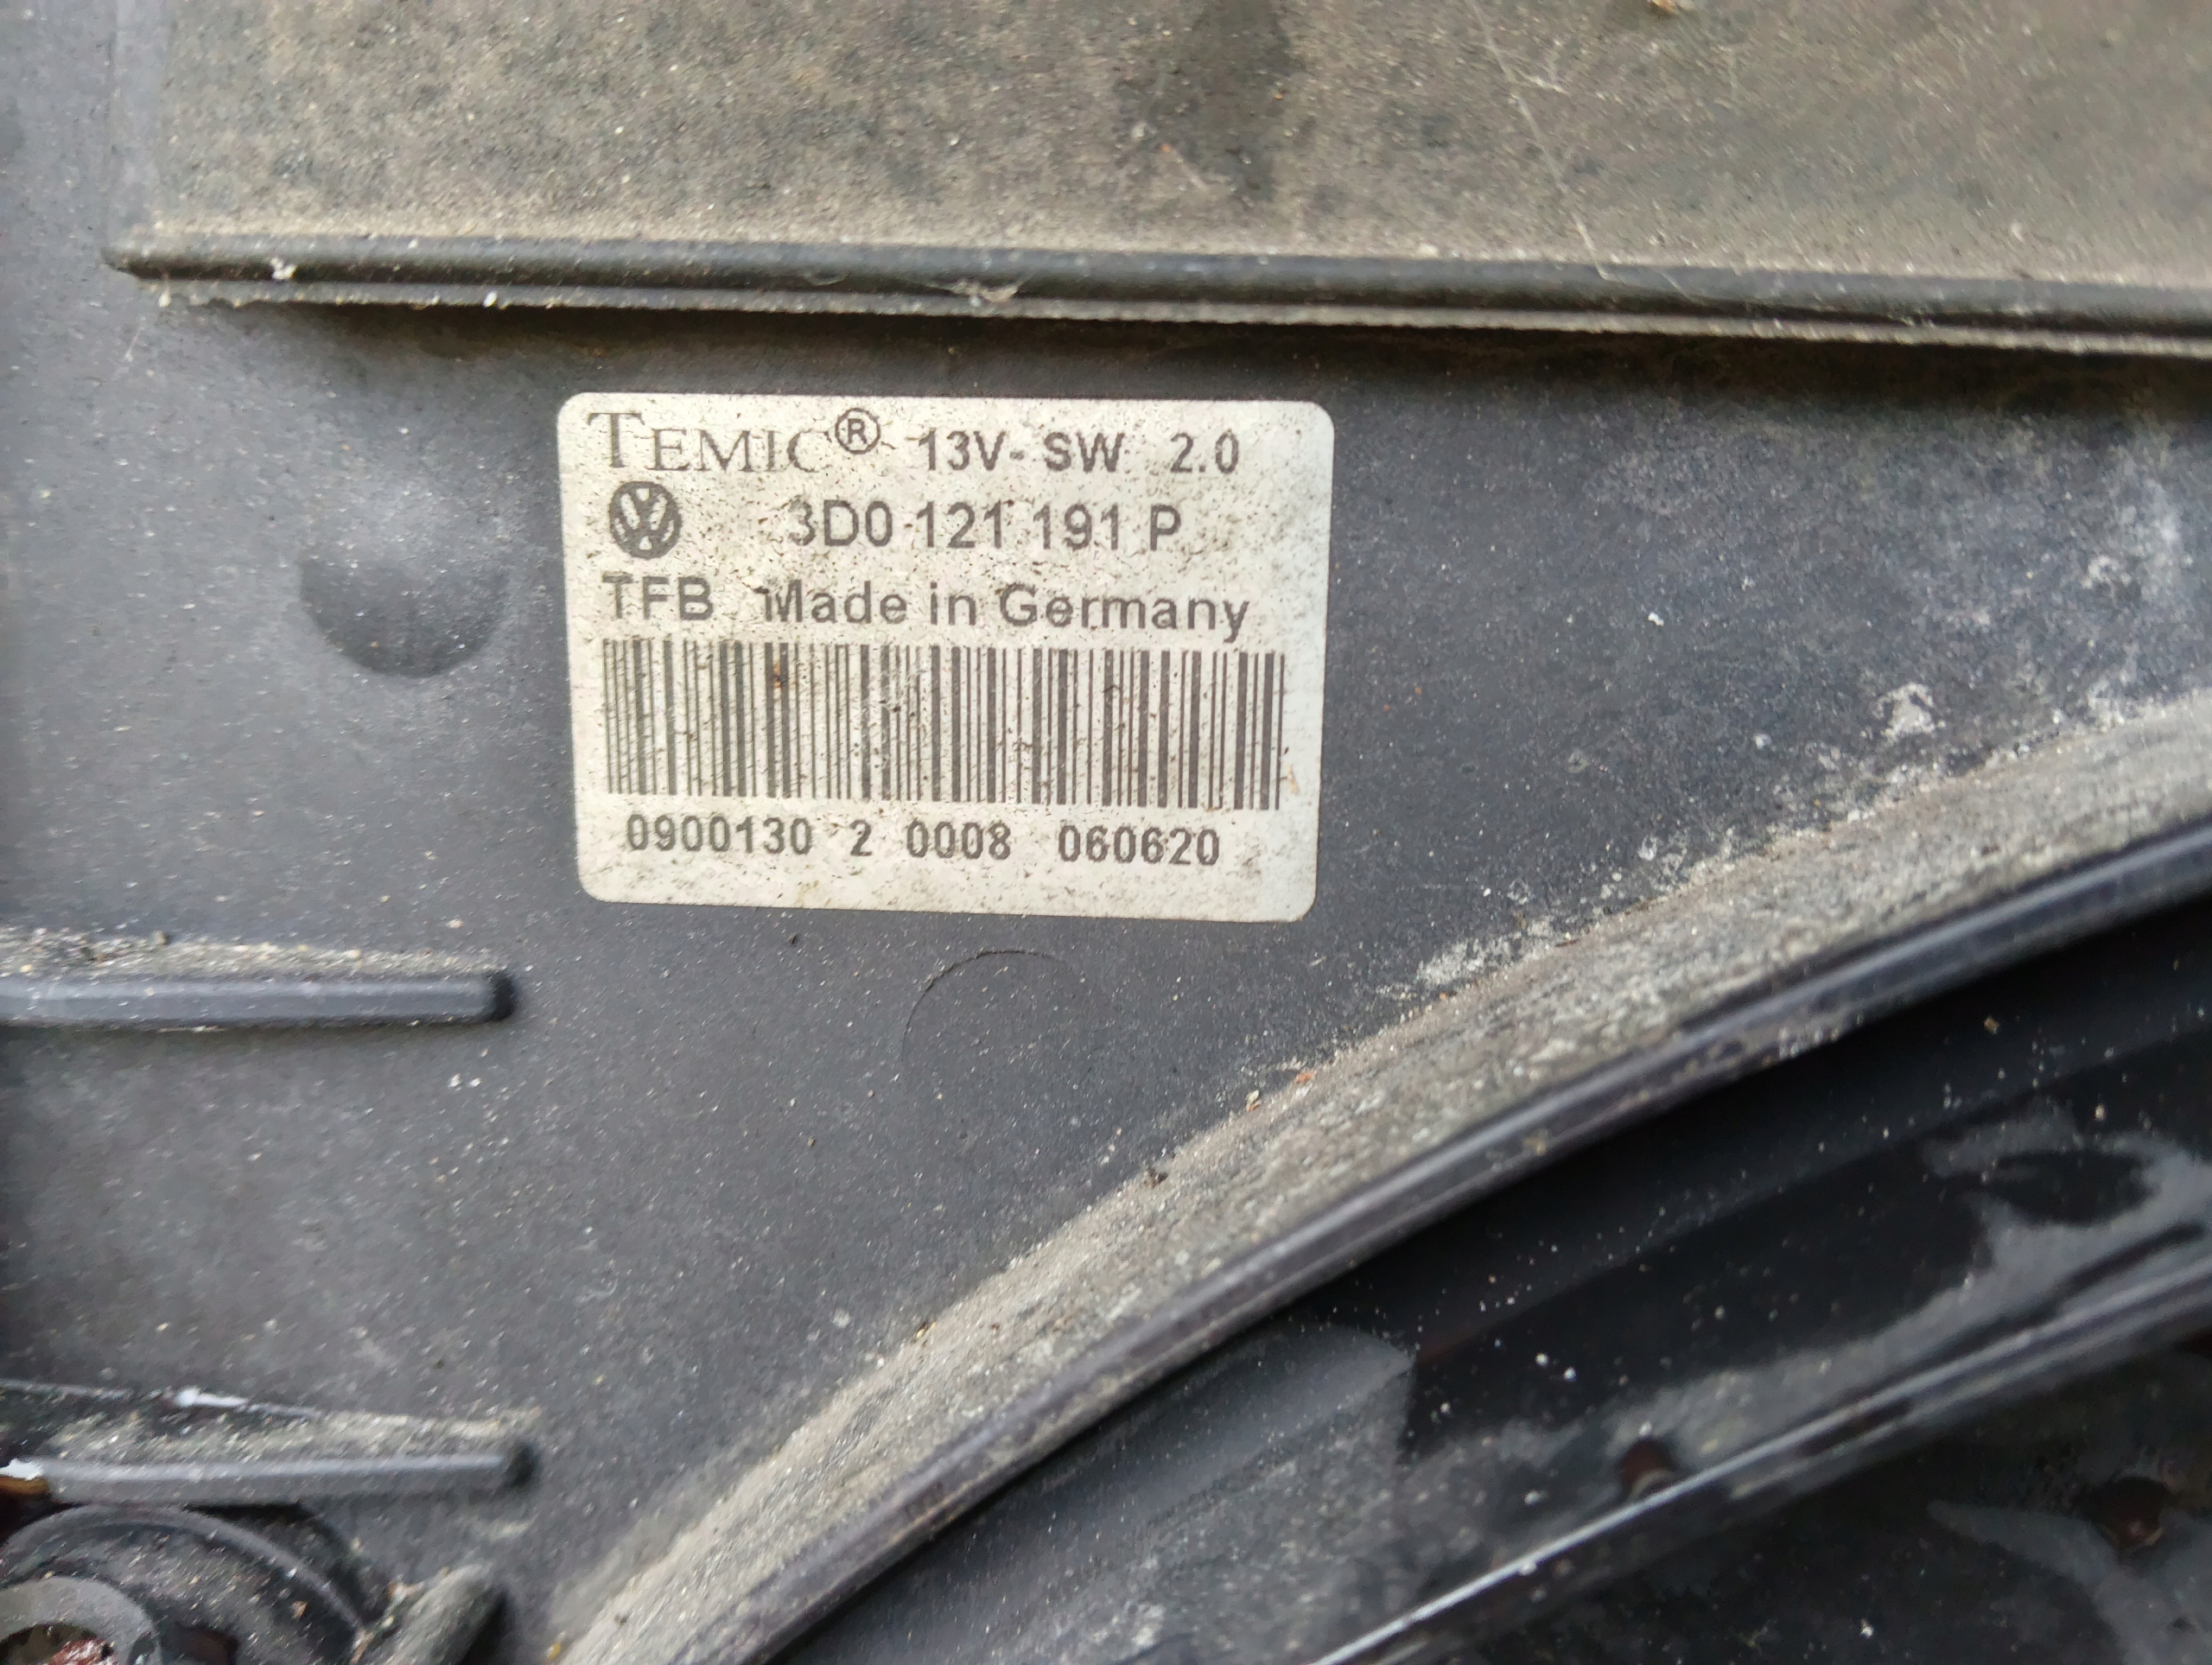 TEMIC® 13V- SW 2.0
3D0 121 191 P
TFB Made in Germany
0900130 2 0008 060620